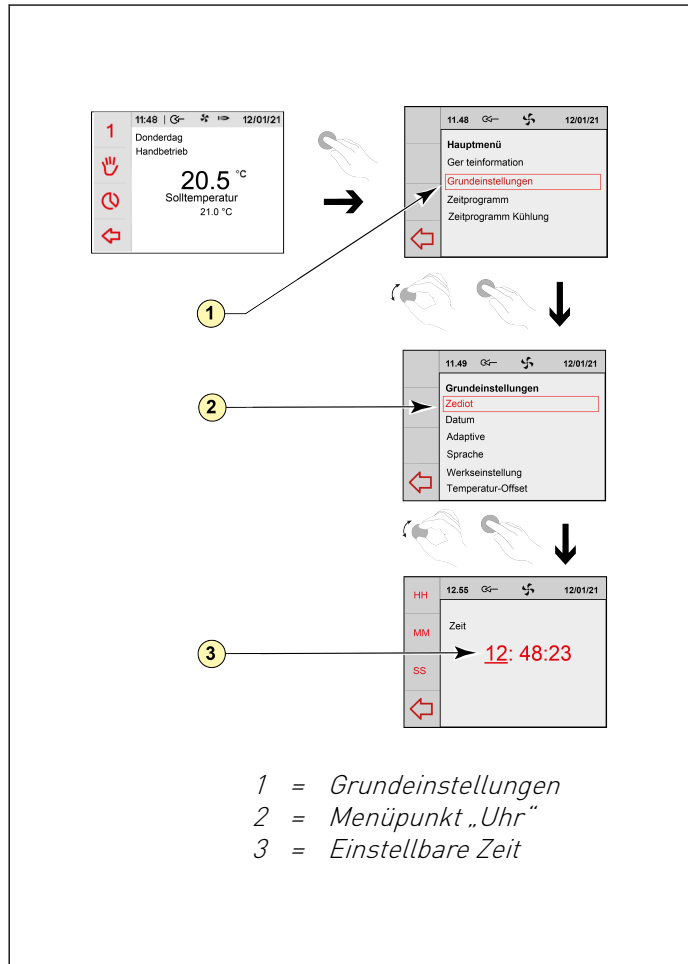 11:48 12/01/21
1
Donderdag
Handbetrieb
20.5 °C
Solltemperatur
21.0 °C
11.48 12/01/21
Hauptmenü
Ger teinformation
Grundeinstellungen
Zeitprogramm
Zeitprogramm Kühlung
1
11.49 12/01/21
Grundeinstellungen
Zediot
Datum
Adaptive
Sprache
Werkseinstellung
Temperatur-Offset
2
12.55 12/01/21
HH
MM
SS
Zeit
12: 48:23
3
1 = Grundeinstellungen
2 = Menüpunkt „Uhr“
3 = Einstellbare Zeit